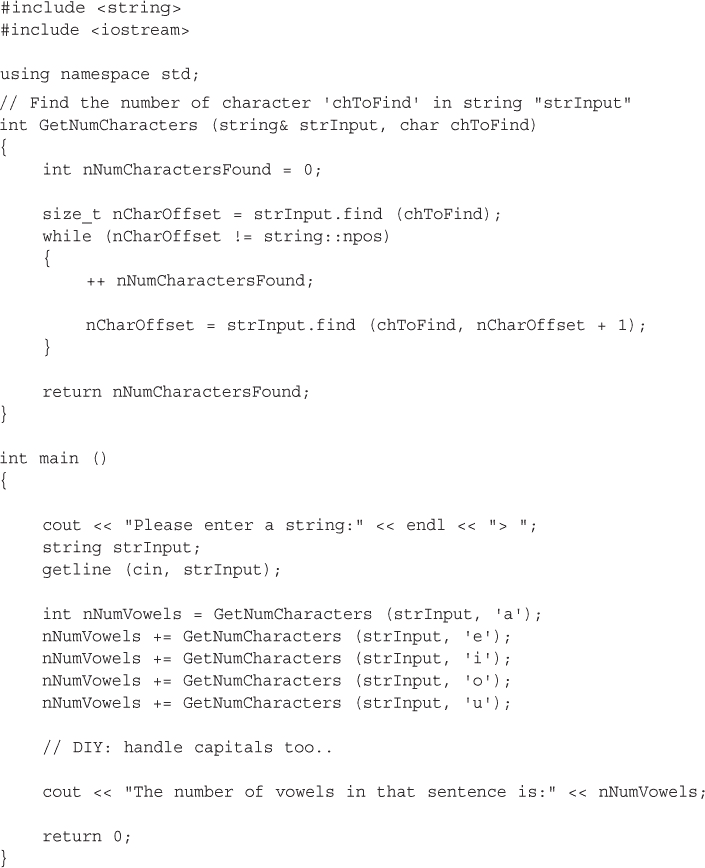 #include <string>
#include <iostream>
using namespace std;
// Find the number of character 'chToFind' in string "strInput"
int GetNumCharacters (string& strInput, char chToFind)
{
int nNumCharactersFound = 0;
size_t nCharOffset = strInput.find (chToFind);
while (nCharOffset != string::npos)
{
++ nNumCharactersFound;
nCharOffset = strInput.find (chToFind, nCharOffset + 1);
}
return nNumCharactersFound;
}
int main ()
{
cout << "Please enter a string:" << endl << "> ";
string strInput;
getline (cin, strInput);
int nNumVowels = GetNumCharacters (strInput, 'a');
nNumVowels += GetNumCharacters (strInput, 'e');
nNumVowels += GetNumCharacters (strInput, 'i');
nNumVowels += GetNumCharacters (strInput, 'o');
nNumVowels += GetNumCharacters (strInput, 'u');
// DIY: handle capitals too..
cout << "The number of vowels in that sentence is:" << nNumVowels;
return 0;
}